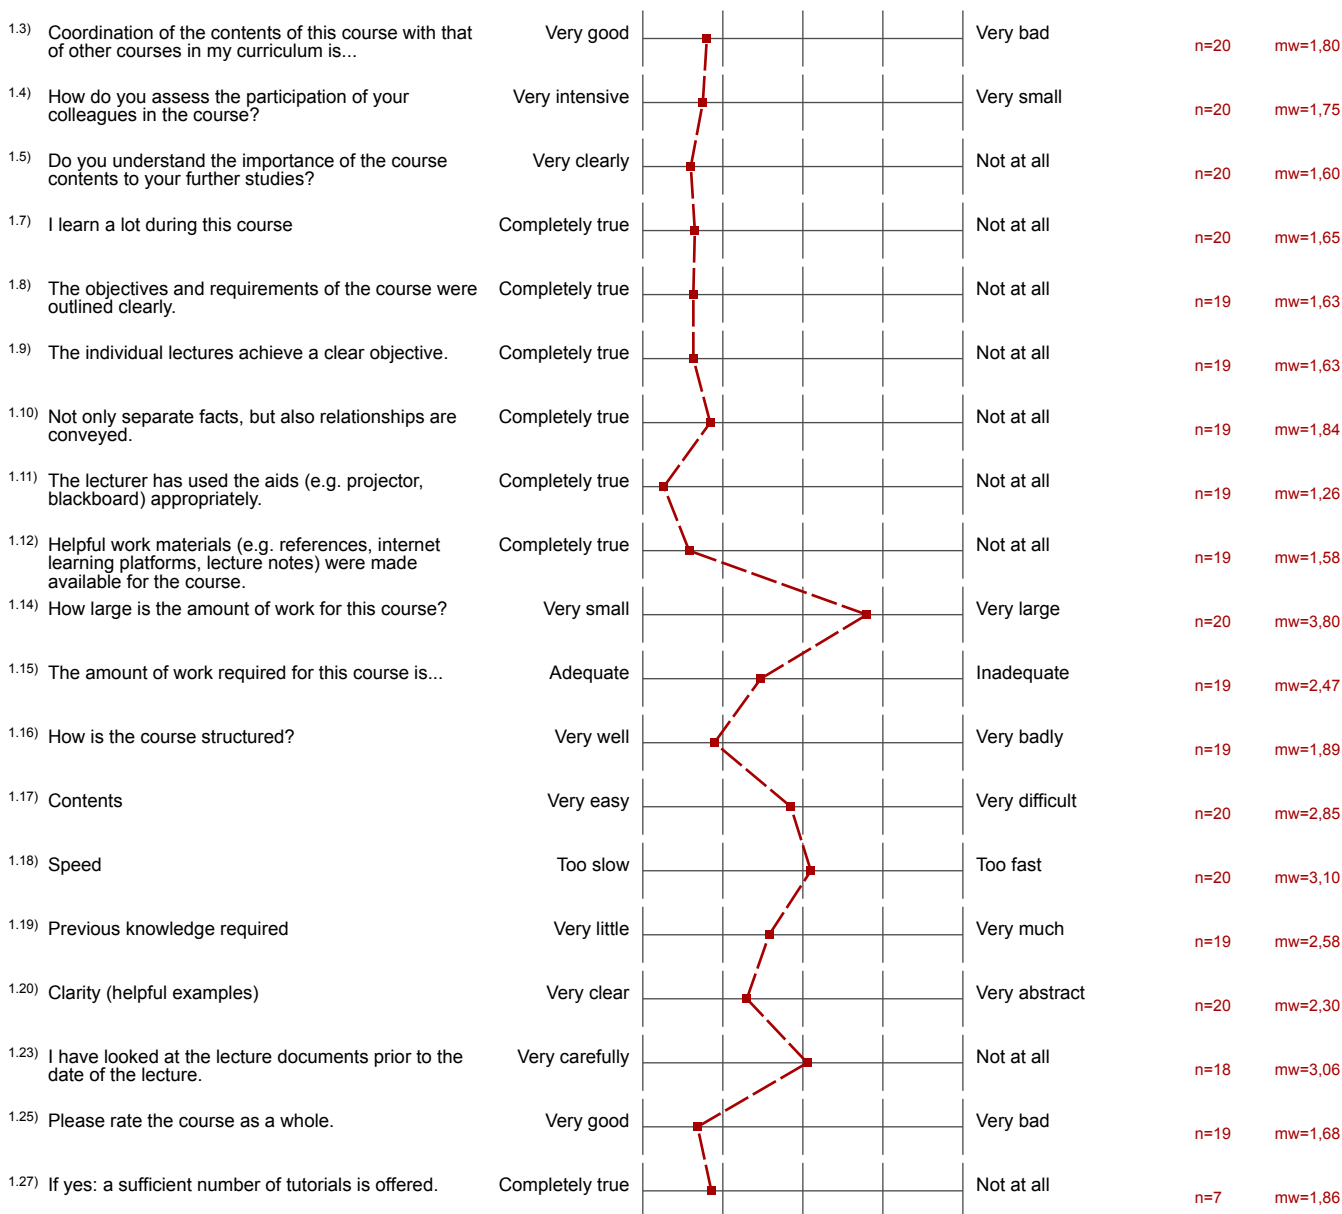 1.3) Coordination of the contents of this course with that of other courses in my curriculum is... Very good Very bad n=20 mw=1,80
1.4) How do you assess the participation of your colleagues in the course? Very intensive Very small n=20 mw=1,75
1.5) Do you understand the importance of the course contents to your further studies? Very clearly Not at all n=20 mw=1,60
1.7) I learn a lot during this course Completely true Not at all n=20 mw=1,65
1.8) The objectives and requirements of the course were outlined clearly. Completely true Not at all n=19 mw=1,63
1.9) The individual lectures achieve a clear objective. Completely true Not at all n=19 mw=1,63
1.10) Not only separate facts, but also relationships are conveyed. Completely true Not at all n=19 mw=1,84
1.11) The lecturer has used the aids (e.g. projector, blackboard) appropriately. Completely true Not at all n=19 mw=1,26
1.12) Helpful work materials (e.g. references, internet learning platforms, lecture notes) were made available for the course. Completely true Not at all n=19 mw=1,58
1.14) How large is the amount of work for this course? Very small Very large n=20 mw=3,80
1.15) The amount of work required for this course is... Adequate Inadequate n=19 mw=2,47
1.16) How is the course structured? Very well Very badly n=19 mw=1,89
1.17) Contents Very easy Very difficult n=20 mw=2,85
1.18) Speed Too slow Too fast n=20 mw=3,10
1.19) Previous knowledge required Very little Very much n=19 mw=2,58
1.20) Clarity (helpful examples) Very clear Very abstract n=20 mw=2,30
1.23) I have looked at the lecture documents prior to the date of the lecture. Very carefully Not at all n=18 mw=3,06
1.25) Please rate the course as a whole. Very good Very bad n=19 mw=1,68
1.27) If yes: a sufficient number of tutorials is offered. Completely true Not at all n=7 mw=1,86